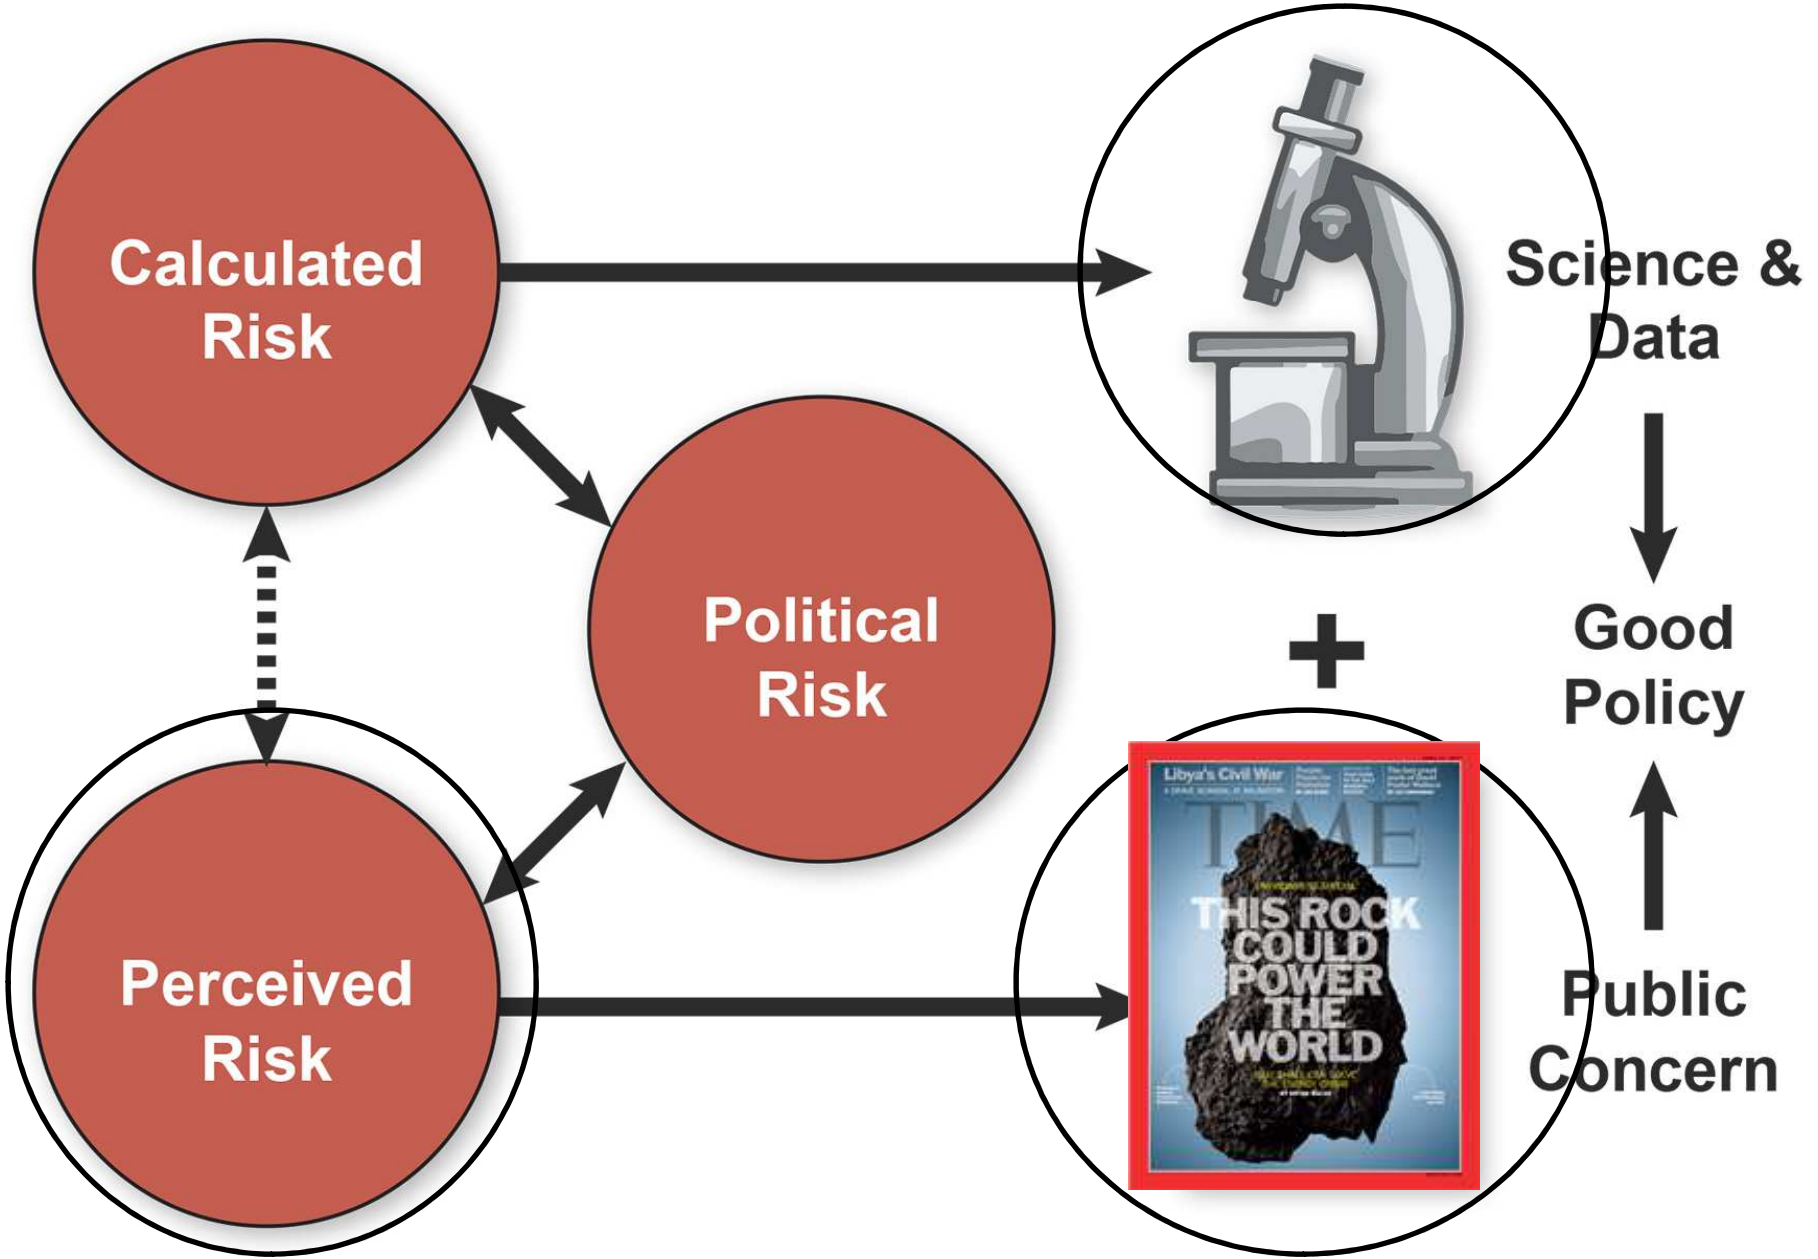 Calculated
Risk
Science &
Data
Political
Risk
Good
Policy
Libya's Civil War
TIME
THIS ROCK
COULD
POWER
THE
WORLD
Perceived
Risk
Public
Concern